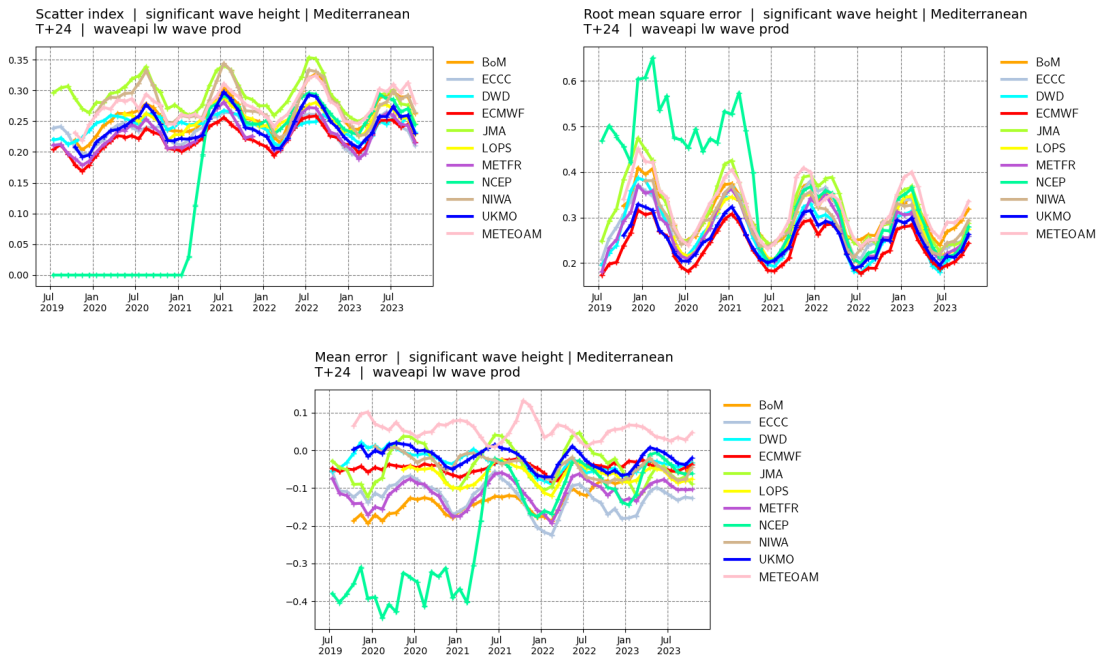 Scatter index | significant wave height | Mediterranean
T+24 | waveapi lw wave prod
0.35
0.30
0.25
0.20
0.15
0.10
0.05
0.00
Jul 2019
Jan 2020
Jul 2020
Jan 2021
Jul 2021
Jan 2022
Jul 2022
Jan 2023
Jul 2023
BoM
ECCC
DWD
ECMWF
JMA
LOPS
METFR
NCEP
NIWA
UKMO
METEOAM
Root mean square error | significant wave height | Mediterranean
T+24 | waveapi lw wave prod
0.6
0.5
0.4
0.3
0.2
Jul 2019
Jan 2020
Jul 2020
Jan 2021
Jul 2021
Jan 2022
Jul 2022
Jan 2023
Jul 2023
BoM
ECCC
DWD
ECMWF
JMA
LOPS
METFR
NCEP
NIWA
UKMO
METEOAM
Mean error | significant wave height | Mediterranean
T+24 | waveapi lw wave prod
0.1
0.0
−0.1
−0.2
−0.3
−0.4
Jul 2019
Jan 2020
Jul 2020
Jan 2021
Jul 2021
Jan 2022
Jul 2022
Jan 2023
Jul 2023
BoM
ECCC
DWD
ECMWF
JMA
LOPS
METFR
NCEP
NIWA
UKMO
METEOAM